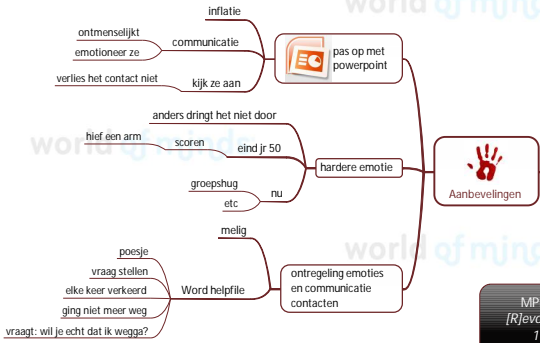 world of minds
inflatie
ontmenselijkt
communicatie
emotioneer ze
pas op met
powerpoint
verlies het contact niet
kijk ze aan
anders dringt het niet door
world of minds
hief een arm
scoren
eind jr 50
hardere emotie
groepshug
nu
etc
Aanbevelingen
melig
world of minds
poesje
vraag stellen
elke keer verkeerd
Word helpfile
ging niet meer weg
vraagt: wil je echt dat ik wegga?
ontregeling emoties
en communicatie
contacten
MP
1